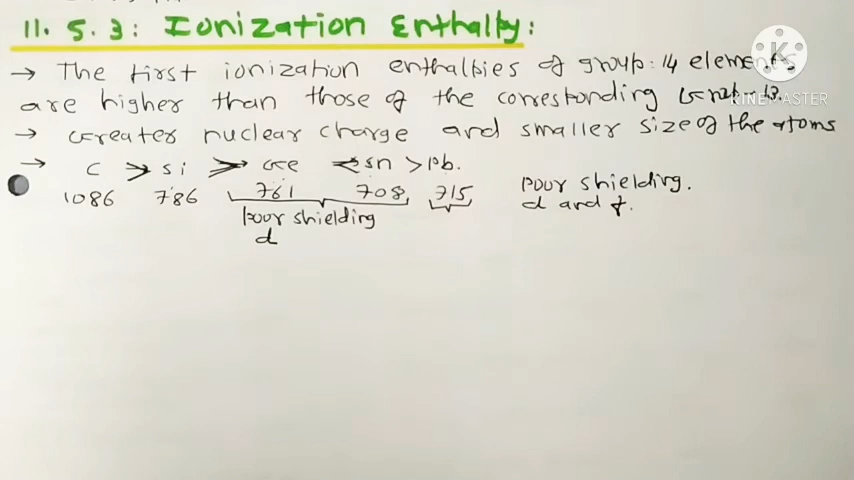 11. 5. 3: Ionization Enthalpy:
→ The first ionization enthalpies of group: 14 elements
are higher than those of the corresponding Group-13.
KINEMASTER
→ Greater nuclear charge and smaller size of the atoms
→ C > Si > Ge < Sn > Pb.
1086 786 761 708, 715 poor shielding.
poor shielding d and f.
d